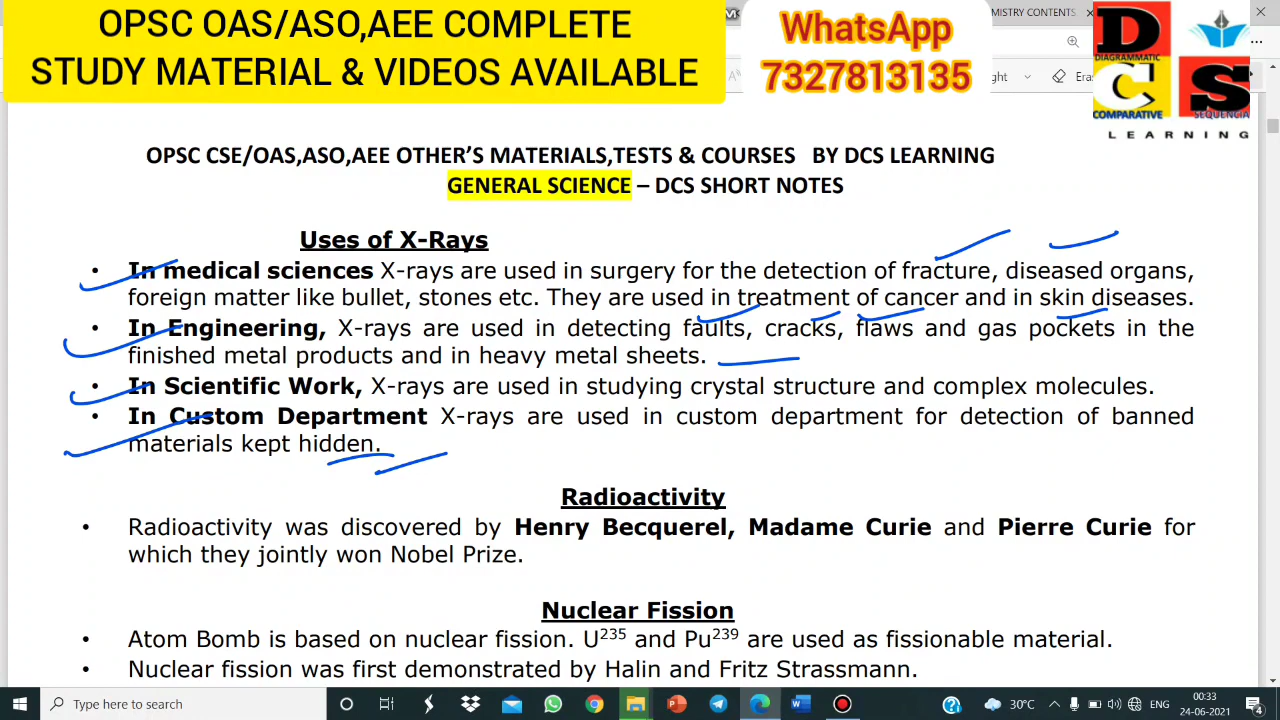 OPSC OAS/ASO,AEE COMPLETE
STUDY MATERIAL & VIDEOS AVAILABLE
WhatsApp
7327813135
MISTRY CONTENTS
D
DIAGRAMMATIC
C
COMPARATIVE
S
SEQUENCIA
LEARNING
ght
Era
OPSC CSE/OAS,ASO,AEE OTHER'S MATERIALS,TESTS & COURSES BY DCS LEARNING
GENERAL SCIENCE – DCS SHORT NOTES
Uses of X-Rays
• In medical sciences X-rays are used in surgery for the detection of fracture, diseased organs,
foreign matter like bullet, stones etc. They are used in treatment of cancer and in skin diseases.
• In Engineering, X-rays are used in detecting faults, cracks, flaws and gas pockets in the
finished metal products and in heavy metal sheets.
• In Scientific Work, X-rays are used in studying crystal structure and complex molecules.
• In Custom Department X-rays are used in custom department for detection of banned
materials kept hidden.
Radioactivity
• Radioactivity was discovered by Henry Becquerel, Madame Curie and Pierre Curie for
which they jointly won Nobel Prize.
Nuclear Fission
• Atom Bomb is based on nuclear fission. U235 and Pu239 are used as fissionable material.
• Nuclear fission was first demonstrated by Halin and Fritz Strassmann.
Type here to search
30°C
ENG
00:33
24-06-2021
4